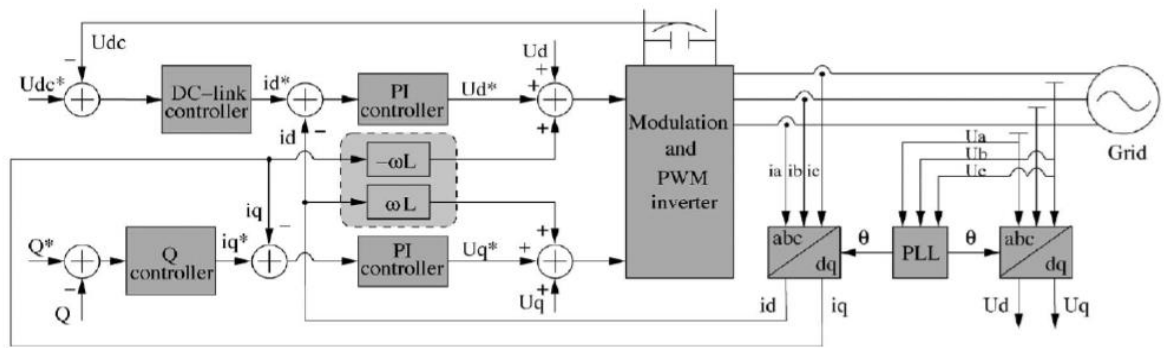 Udc
Udc*
DC-link
controller
id*
id
PI
controller
Ud*
Ud
+
+
+
−
−
−ωL
ωL
Modulation
and
PWM
inverter
Grid
Ua
Ub
Uc
ia ib ic
abc
dq
θ
PLL
θ
abc
dq
id
iq
Ud
Uq
iq
−
Q*
Q
controller
iq*
PI
controller
Uq*
+
+
+
Uq
−
Q